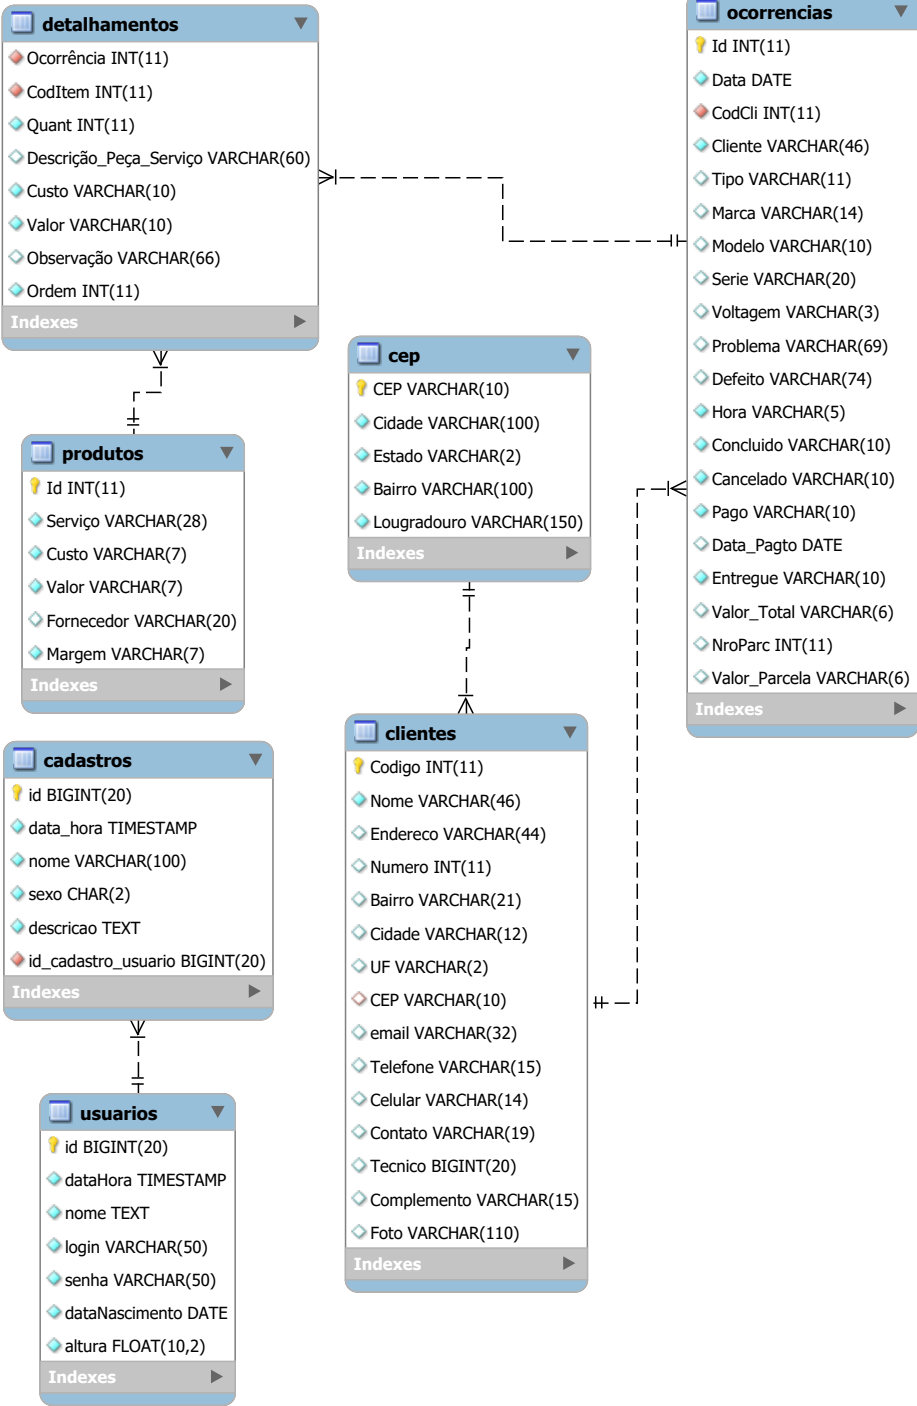 detalhamentos
Ocorrência INT(11)
CodItem INT(11)
Quant INT(11)
Descrição_Peça_Serviço VARCHAR(60)
Custo VARCHAR(10)
Valor VARCHAR(10)
Observação VARCHAR(66)
Ordem INT(11)
Indexes
ocorrencias
Id INT(11)
Data DATE
CodCli INT(11)
Cliente VARCHAR(46)
Tipo VARCHAR(11)
Marca VARCHAR(14)
Modelo VARCHAR(10)
Serie VARCHAR(20)
Voltagem VARCHAR(3)
Problema VARCHAR(69)
Defeito VARCHAR(74)
Hora VARCHAR(5)
Concluido VARCHAR(10)
Cancelado VARCHAR(10)
Pago VARCHAR(10)
Data_Pagto DATE
Entregue VARCHAR(10)
Valor_Total VARCHAR(6)
NroParc INT(11)
Valor_Parcela VARCHAR(6)
Indexes
cep
CEP VARCHAR(10)
Cidade VARCHAR(100)
Estado VARCHAR(2)
Bairro VARCHAR(100)
Lougradouro VARCHAR(150)
Indexes
produtos
Id INT(11)
Serviço VARCHAR(28)
Custo VARCHAR(7)
Valor VARCHAR(7)
Fornecedor VARCHAR(20)
Margem VARCHAR(7)
Indexes
clientes
Codigo INT(11)
Nome VARCHAR(46)
Endereco VARCHAR(44)
Numero INT(11)
Bairro VARCHAR(21)
Cidade VARCHAR(12)
UF VARCHAR(2)
CEP VARCHAR(10)
email VARCHAR(32)
Telefone VARCHAR(15)
Celular VARCHAR(14)
Contato VARCHAR(19)
Tecnico BIGINT(20)
Complemento VARCHAR(15)
Foto VARCHAR(110)
Indexes
cadastros
id BIGINT(20)
data_hora TIMESTAMP
nome VARCHAR(100)
sexo CHAR(2)
descricao TEXT
id_cadastro_usuario BIGINT(20)
Indexes
usuarios
id BIGINT(20)
dataHora TIMESTAMP
nome TEXT
login VARCHAR(50)
senha VARCHAR(50)
dataNascimento DATE
altura FLOAT(10,2)
Indexes